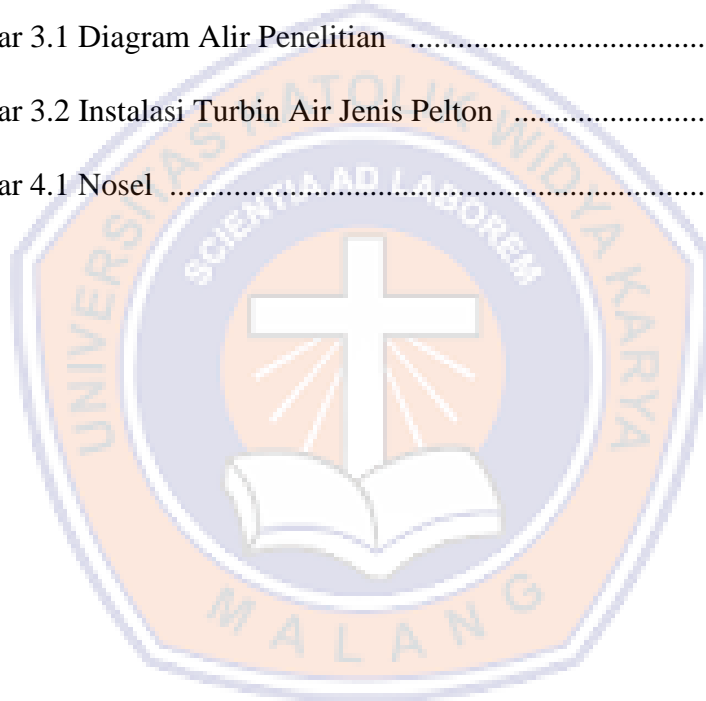 ar 3.1 Diagram Alir Penelitian ....................................
ar 3.2 Instalasi Turbin Air Jenis Pelton ........................
ar 4.1 Nosel ...................................................................
UNIVERSITAS KATOLIK WIDYA KARYA
SCIENTIA AD LABOREM
MALANG